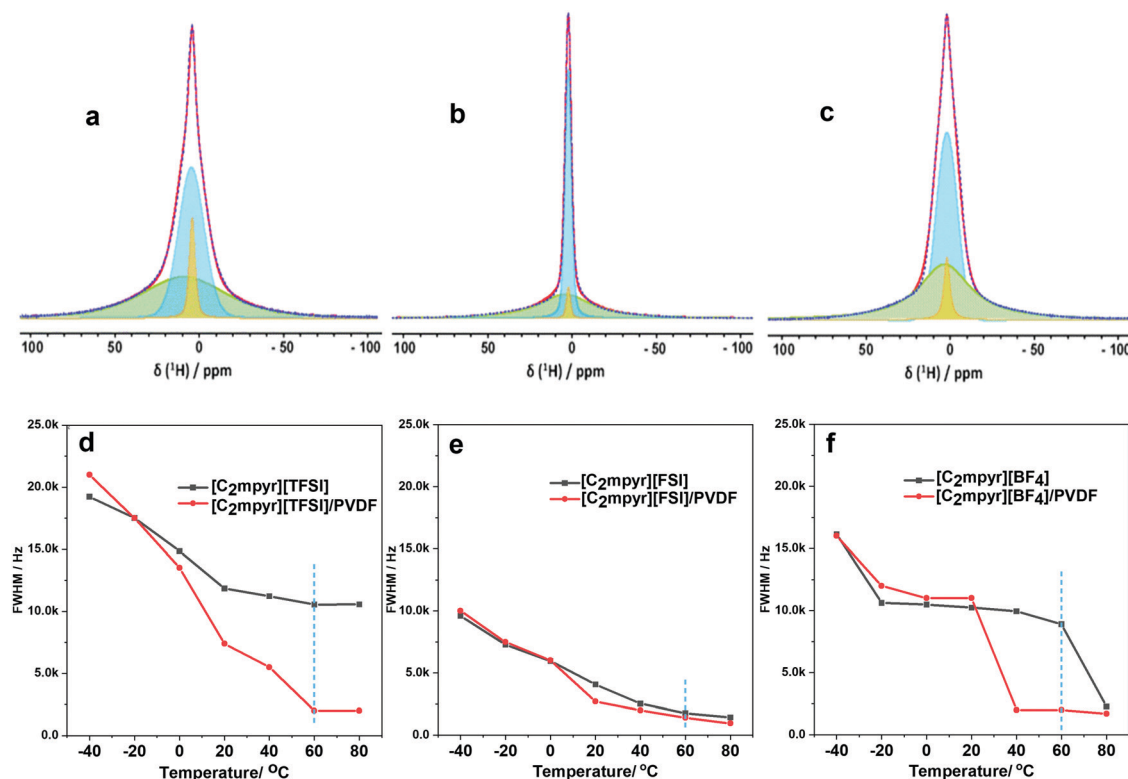 a
b
c
100 50 0 - 50 - 100
100 50 0 - 50 - 100
100 50 0 - 50 - 100
δ (¹H) / ppm
δ (¹H) / ppm
δ (¹H) / ppm
d
25.0k
20.0k
15.0k
10.0k
5.0k
0.0
FWHM / Hz
[C₂mpyr][TFSI]
[C₂mpyr][TFSI]/PVDF
-40 -20 0 20 40 60 80
Temperature/ ᴼC
e
25.0k
20.0k
15.0k
10.0k
5.0k
0.0
FWHM / Hz
[C₂mpyr][FSI]
[C₂mpyr][FSI]/PVDF
-40 -20 0 20 40 60 80
Temperature/ ᴼC
f
25.0k
20.0k
15.0k
10.0k
5.0k
0.0
FWHM / Hz
[C₂mpyr][BF₄]
[C₂mpyr][BF₄]/PVDF
-40 -20 0 20 40 60 80
Temperature/ ᴼC